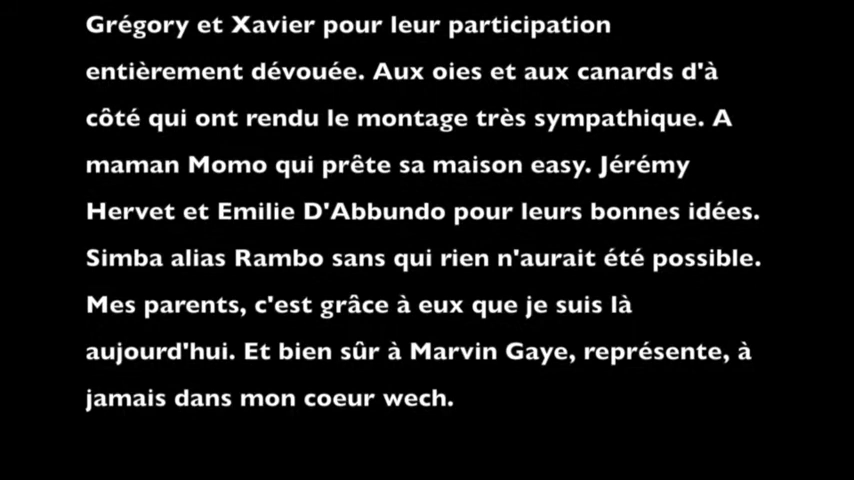 Grégory et Xavier pour leur participation
entièrement dévouée. Aux oies et aux canards d'à
côté qui ont rendu le montage très sympathique. A
maman Momo qui prête sa maison easy. Jérémy
Hervet et Emilie D'Abbundo pour leurs bonnes idées.
Simba alias Rambo sans qui rien n'aurait été possible.
Mes parents, c'est grâce à eux que je suis là
aujourd'hui. Et bien sûr à Marvin Gaye, représente, à
jamais dans mon coeur wech.